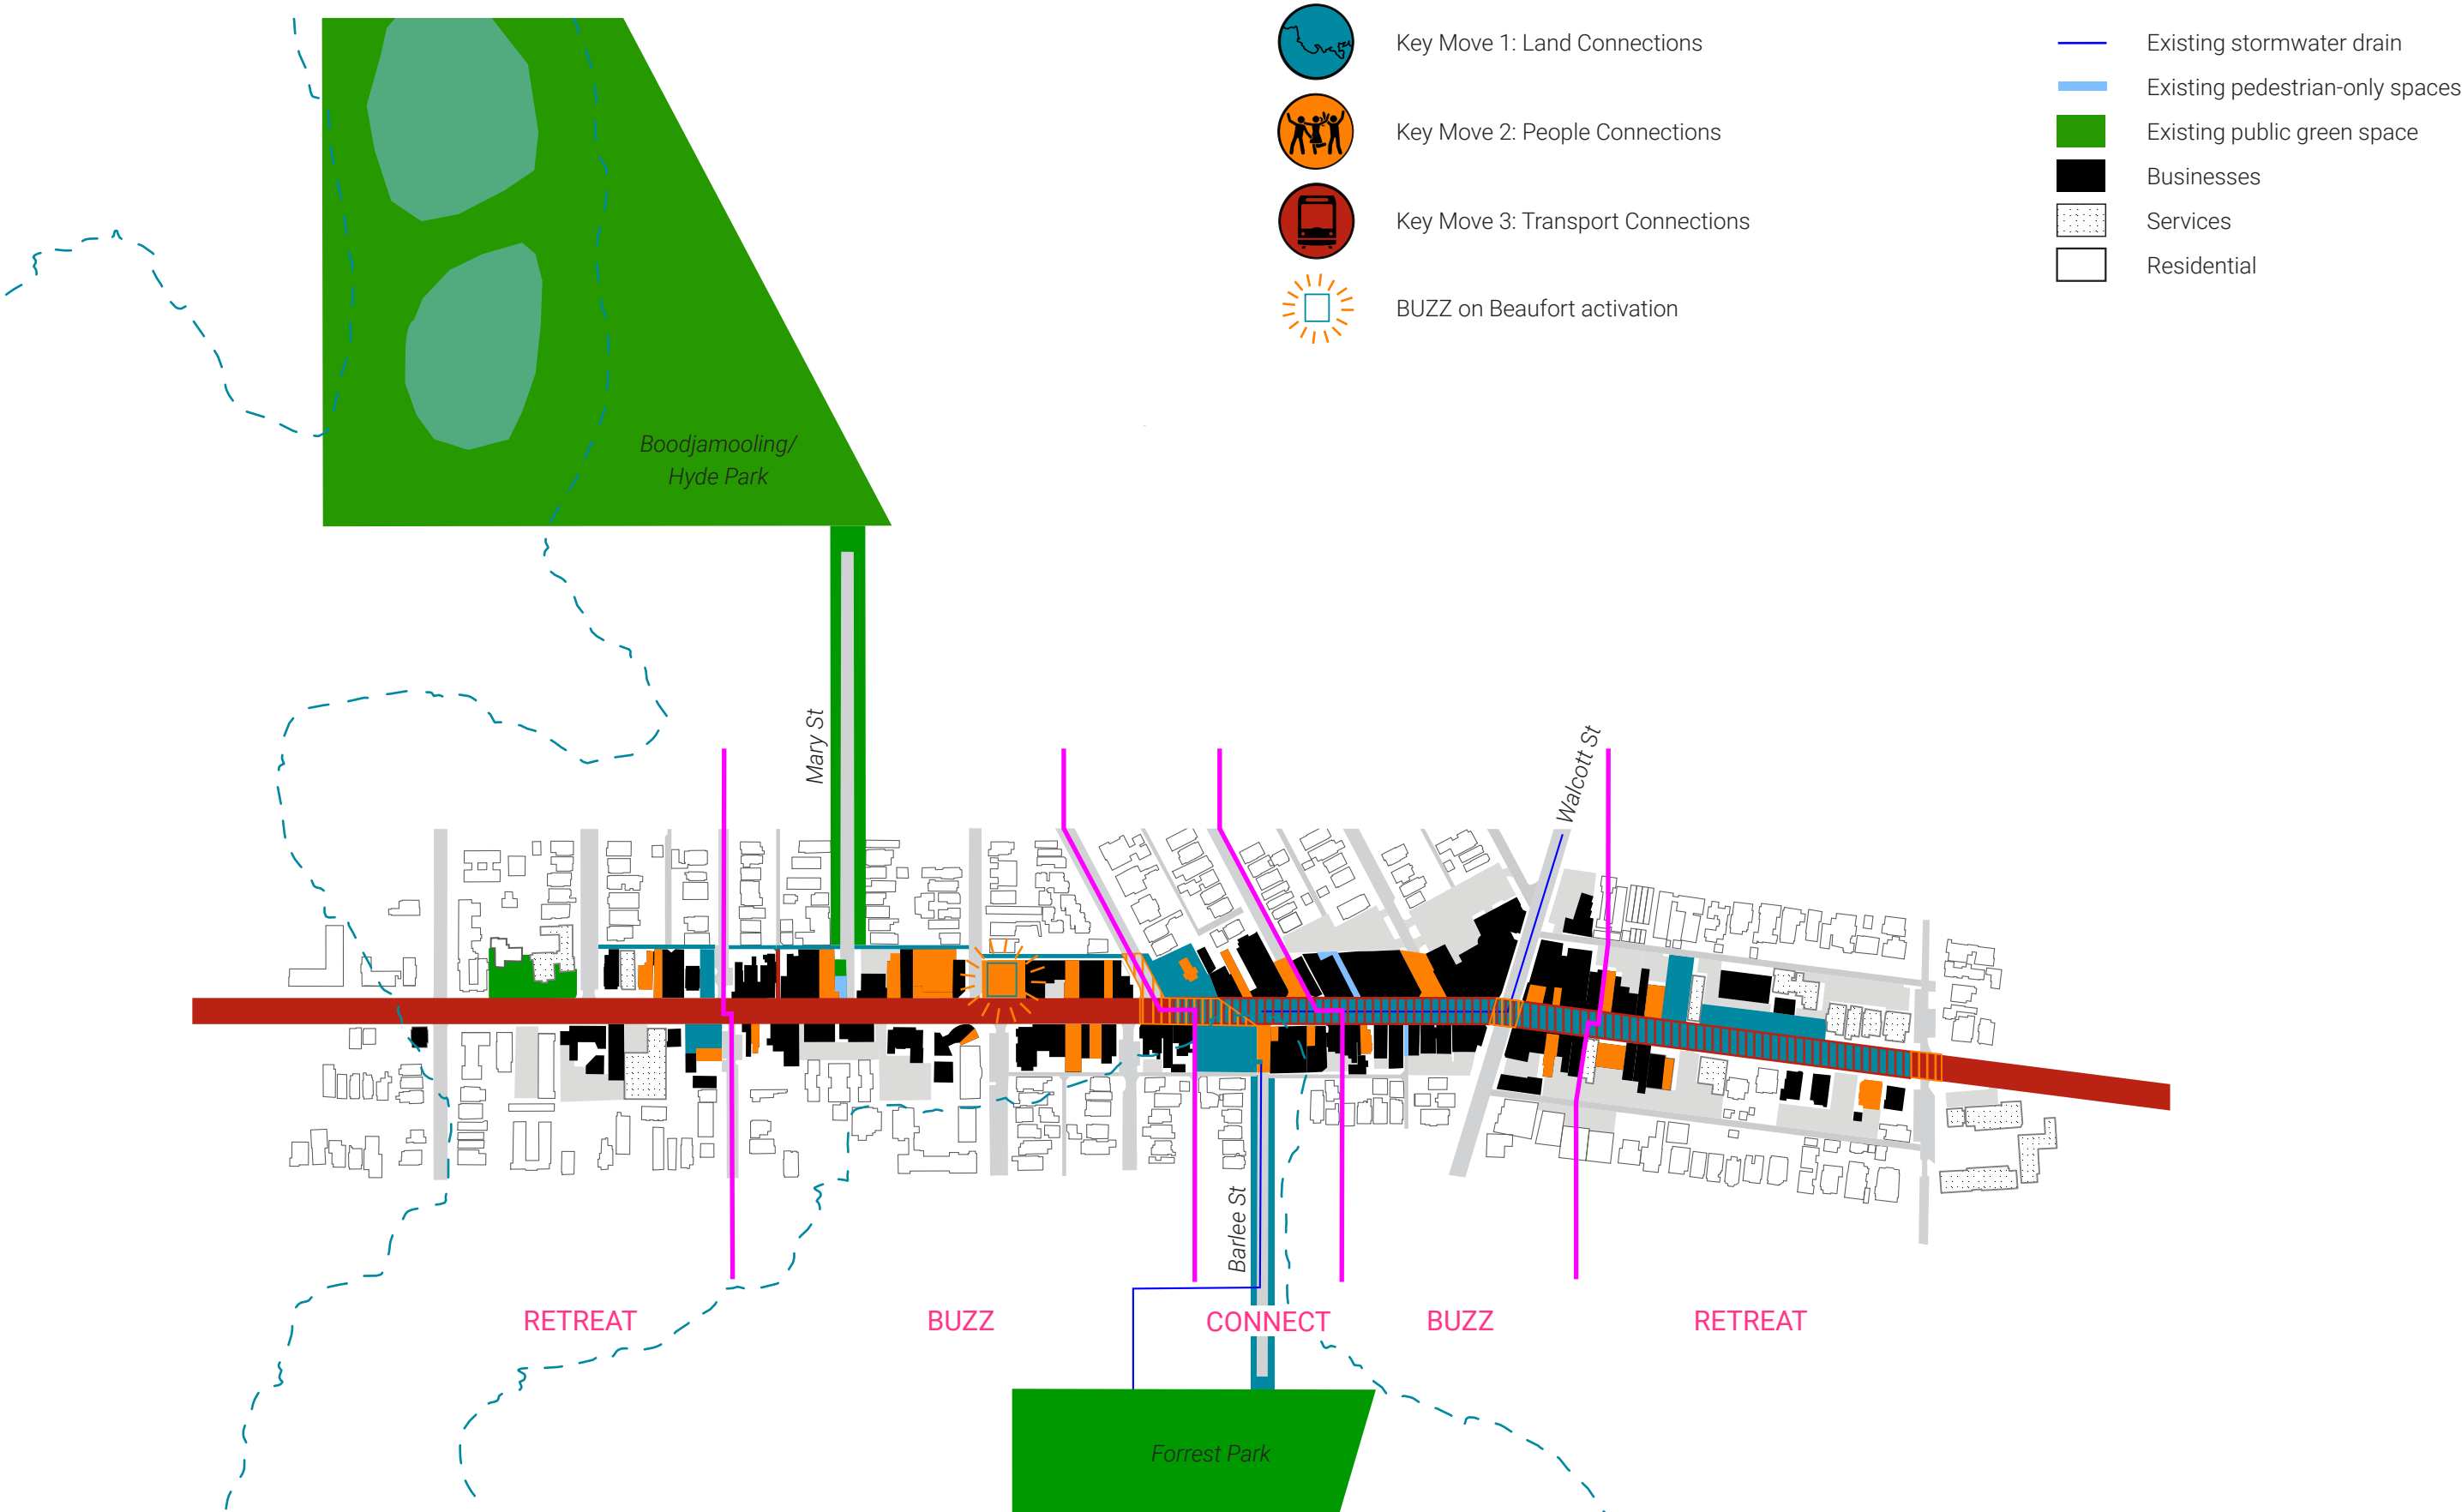 Key Move 1: Land Connections
Key Move 2: People Connections
Key Move 3: Transport Connections
BUZZ on Beaufort activation
Existing stormwater drain
Existing pedestrian-only spaces
Existing public green space
Businesses
Services
Residential
Boodjamooling/
Hyde Park
Mary St
Walcott St
Barlee St
RETREAT
BUZZ
CONNECT
BUZZ
RETREAT
Forrest Park